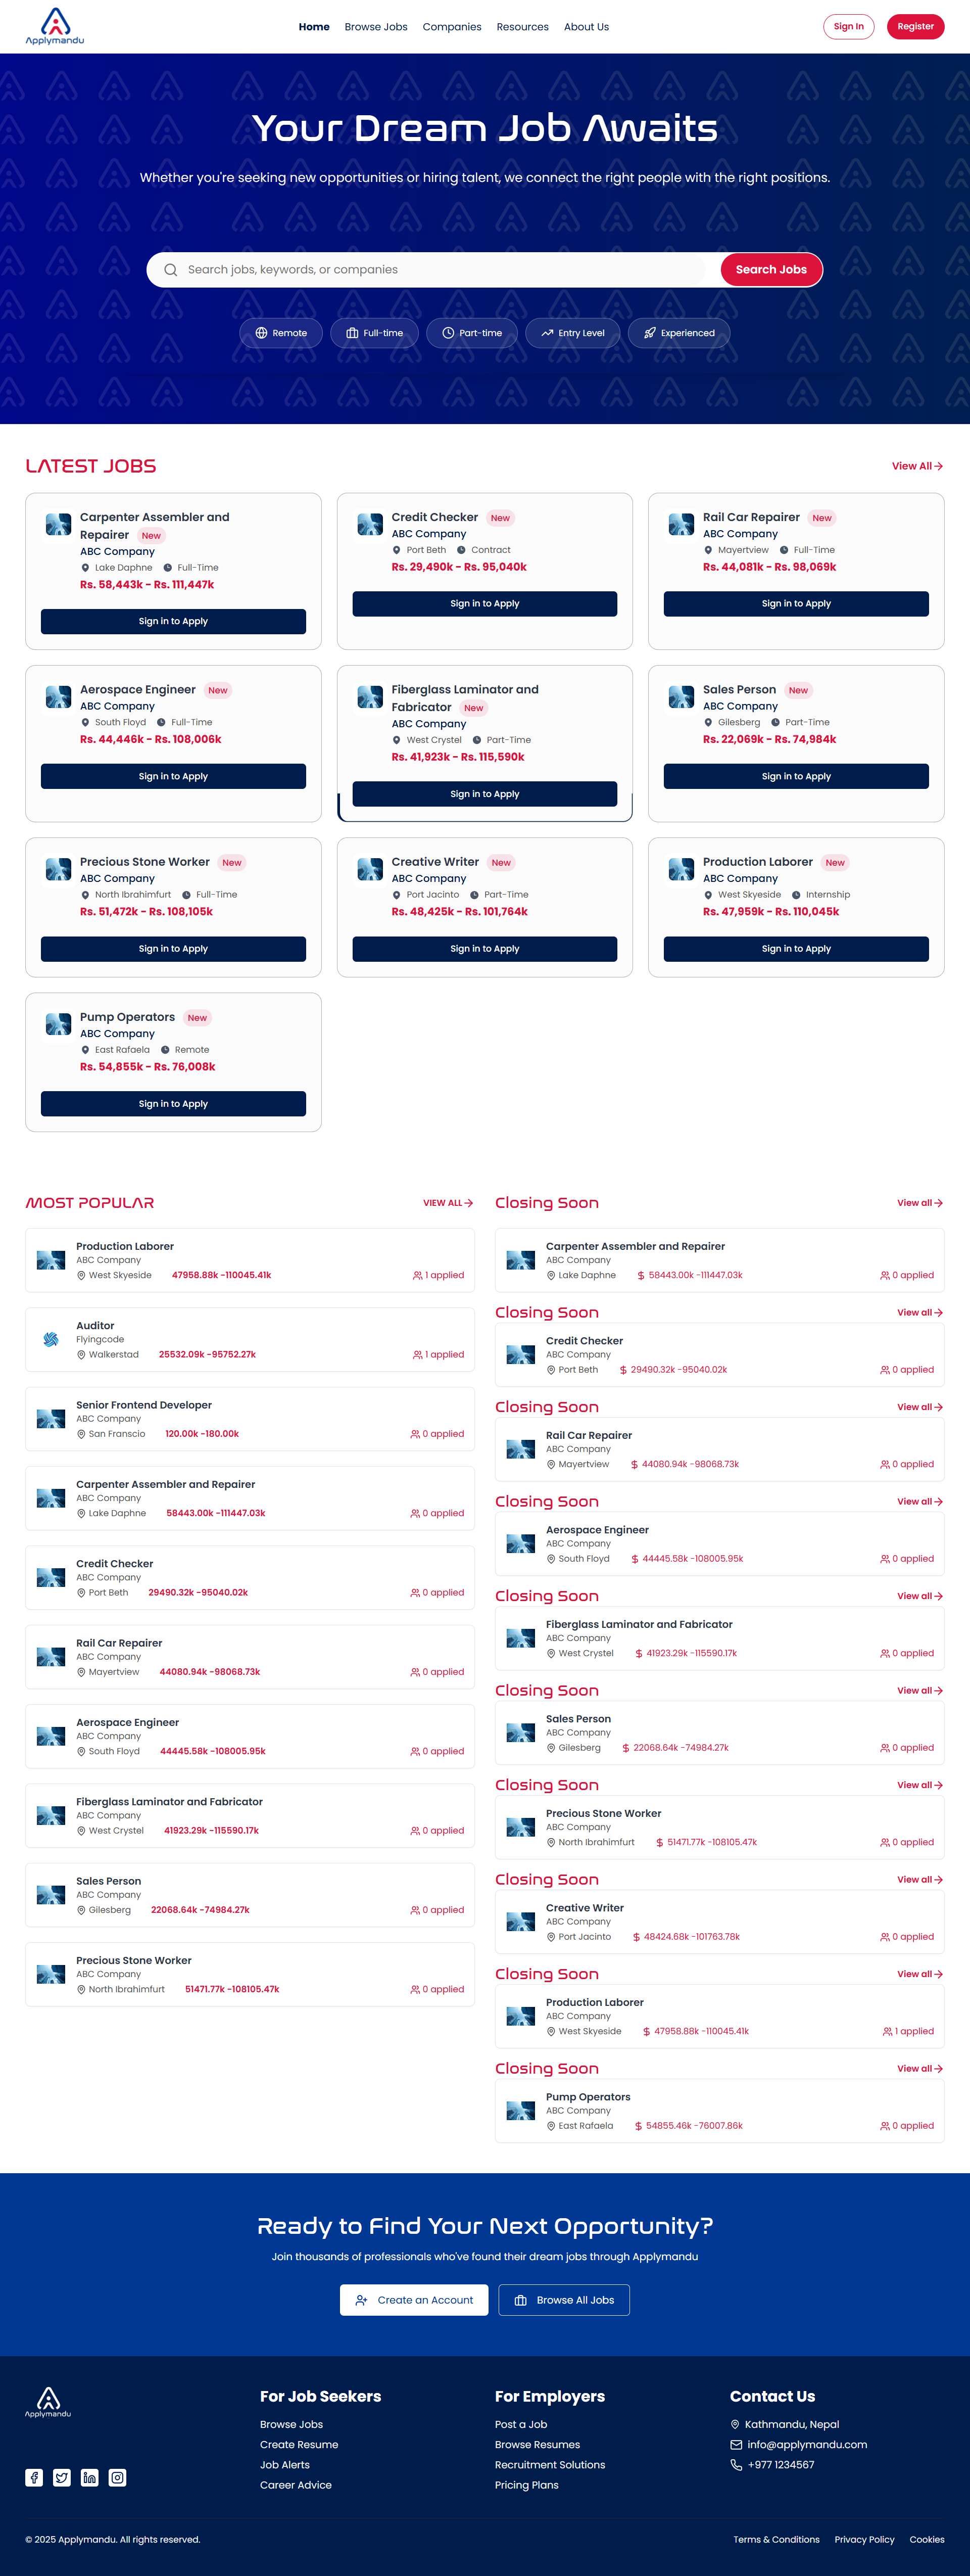 Applymandu
Home Browse Jobs Companies Resources About Us
Sign In Register
Your Dream Job Awaits
Whether you're seeking new opportunities or hiring talent, we connect the right people with the right positions.
Search jobs, keywords, or companies
Search Jobs
Remote Full-time Part-time Entry Level Experienced
LATEST JOBS
View All
Carpenter Assembler and
Repairer New
ABC Company
Lake Daphne Full-Time
Rs. 58,443k - Rs. 111,447k
Sign in to Apply
Credit Checker New
ABC Company
Port Beth Contract
Rs. 29,490k - Rs. 95,040k
Sign in to Apply
Rail Car Repairer New
ABC Company
Mayertview Full-Time
Rs. 44,081k - Rs. 98,069k
Sign in to Apply
Aerospace Engineer New
ABC Company
South Floyd Full-Time
Rs. 44,446k - Rs. 108,006k
Sign in to Apply
Fiberglass Laminator and
Fabricator New
ABC Company
West Crystel Part-Time
Rs. 41,923k - Rs. 115,590k
Sign in to Apply
Sales Person New
ABC Company
Gilesberg Part-Time
Rs. 22,069k - Rs. 74,984k
Sign in to Apply
Precious Stone Worker New
ABC Company
North Ibrahimfurt Full-Time
Rs. 51,472k - Rs. 108,105k
Sign in to Apply
Creative Writer New
ABC Company
Port Jacinto Part-Time
Rs. 48,425k - Rs. 101,764k
Sign in to Apply
Production Laborer New
ABC Company
West Skyeside Internship
Rs. 47,959k - Rs. 110,045k
Sign in to Apply
Pump Operators New
ABC Company
East Rafaela Remote
Rs. 54,855k - Rs. 76,008k
Sign in to Apply
MOST POPULAR
VIEW ALL
Production Laborer
ABC Company
West Skyeside 47958.88k -110045.41k 1 applied
Auditor
Flyingcode
Walkerstad 25532.09k -95752.27k 1 applied
Senior Frontend Developer
ABC Company
San Franscio 120.00k -180.00k 0 applied
Carpenter Assembler and Repairer
ABC Company
Lake Daphne 58443.00k -111447.03k 0 applied
Credit Checker
ABC Company
Port Beth 29490.32k -95040.02k 0 applied
Rail Car Repairer
ABC Company
Mayertview 44080.94k -98068.73k 0 applied
Aerospace Engineer
ABC Company
South Floyd 44445.58k -108005.95k 0 applied
Fiberglass Laminator and Fabricator
ABC Company
West Crystel 41923.29k -115590.17k 0 applied
Sales Person
ABC Company
Gilesberg 22068.64k -74984.27k 0 applied
Precious Stone Worker
ABC Company
North Ibrahimfurt 51471.77k -108105.47k 0 applied
Closing Soon View all
Carpenter Assembler and Repairer
ABC Company
Lake Daphne $ 58443.00k -111447.03k 0 applied
Closing Soon View all
Credit Checker
ABC Company
Port Beth $ 29490.32k -95040.02k 0 applied
Closing Soon View all
Rail Car Repairer
ABC Company
Mayertview $ 44080.94k -98068.73k 0 applied
Closing Soon View all
Aerospace Engineer
ABC Company
South Floyd $ 44445.58k -108005.95k 0 applied
Closing Soon View all
Fiberglass Laminator and Fabricator
ABC Company
West Crystel $ 41923.29k -115590.17k 0 applied
Closing Soon View all
Sales Person
ABC Company
Gilesberg $ 22068.64k -74984.27k 0 applied
Closing Soon View all
Precious Stone Worker
ABC Company
North Ibrahimfurt $ 51471.77k -108105.47k 0 applied
Closing Soon View all
Creative Writer
ABC Company
Port Jacinto $ 48424.68k -101763.78k 0 applied
Closing Soon View all
Production Laborer
ABC Company
West Skyeside $ 47958.88k -110045.41k 1 applied
Closing Soon View all
Pump Operators
ABC Company
East Rafaela $ 54855.46k -76007.86k 0 applied
Ready to Find Your Next Opportunity?
Join thousands of professionals who've found their dream jobs through Applymandu
Create an Account Browse All Jobs
Applymandu
For Job Seekers
Browse Jobs
Create Resume
Job Alerts
Career Advice
For Employers
Post a Job
Browse Resumes
Recruitment Solutions
Pricing Plans
Contact Us
Kathmandu, Nepal
info@applymandu.com
+977 1234567
© 2025 Applymandu. All rights reserved.
Terms & Conditions Privacy Policy Cookies